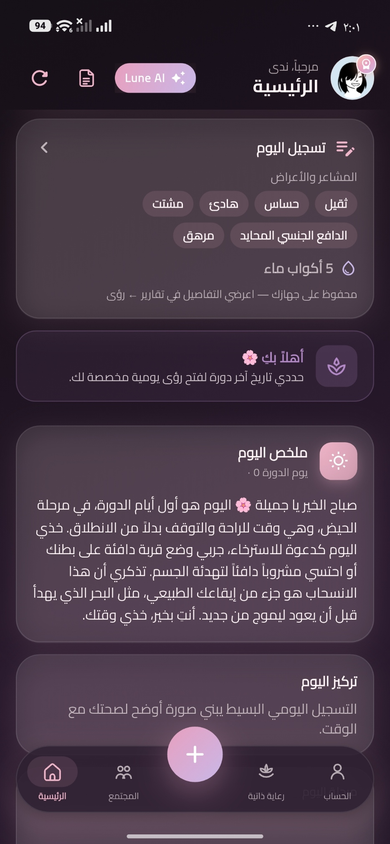 ٢:٠١
94
مرحباً، ندى
الرئيسية
Lune AI
تسجيل اليوم
المشاعر والأعراض
ثقيل
حساس
هادئ
مشتت
الدافع الجنسي المحايد
مرهق
5 أكواب ماء
محفوظ على جهازك — اعرضي التفاصيل في تقارير ← رؤى
أهلاً بكِ 🌸
حددي تاريخ آخر دورة لفتح رؤى يومية مخصصة لك.
ملخص اليوم
يوم الدورة 0 ·
صباح الخير يا جميلة 🌸 اليوم هو أول أيام الدورة، في مرحلة
الحيض، وهي وقت للراحة والتوقف بدلاً من الانطلاق. خذي
اليوم كدعوة للاسترخاء، جربي وضع قربة دافئة على بطنك
أو احتسي مشروباً دافئاً لتهدئة الجسم. تذكري أن هذا
الانسحاب هو جزء من إيقاعك الطبيعي، مثل البحر الذي يهدأ
قبل أن يعود ليموج من جديد. أنتِ بخير، خذي وقتك.
تركيز اليوم
التسجيل اليومي البسيط يبني صورة أوضح لصحتك مع
الوقت.
الحساب
رعاية ذاتية
المجتمع
الرئيسية